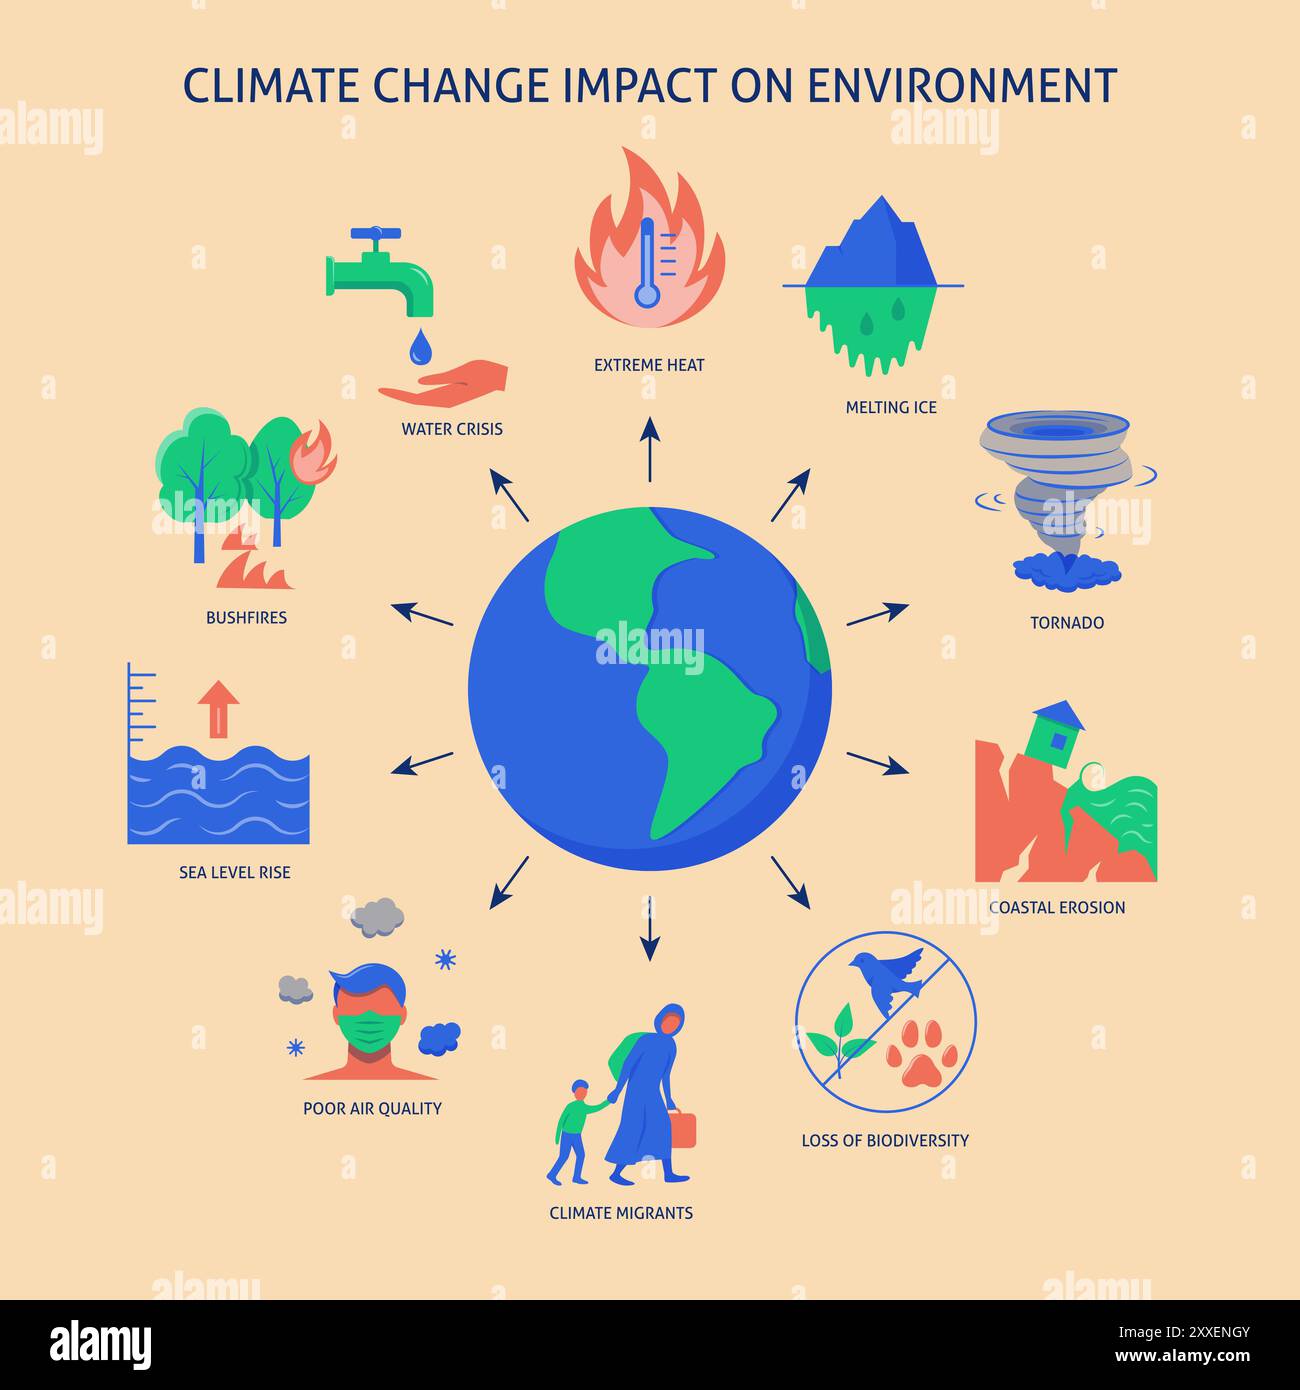 CLIMATE CHANGE IMPACT ON ENVIRONMENT
EXTREME HEAT
MELTING ICE
WATER CRISIS
BUSHFIRES
TORNADO
SEA LEVEL RISE
COASTAL EROSION
POOR AIR QUALITY
LOSS OF BIODIVERSITY
CLIMATE MIGRANTS
alamy
Image ID: 2XXENGY
www.alamy.com